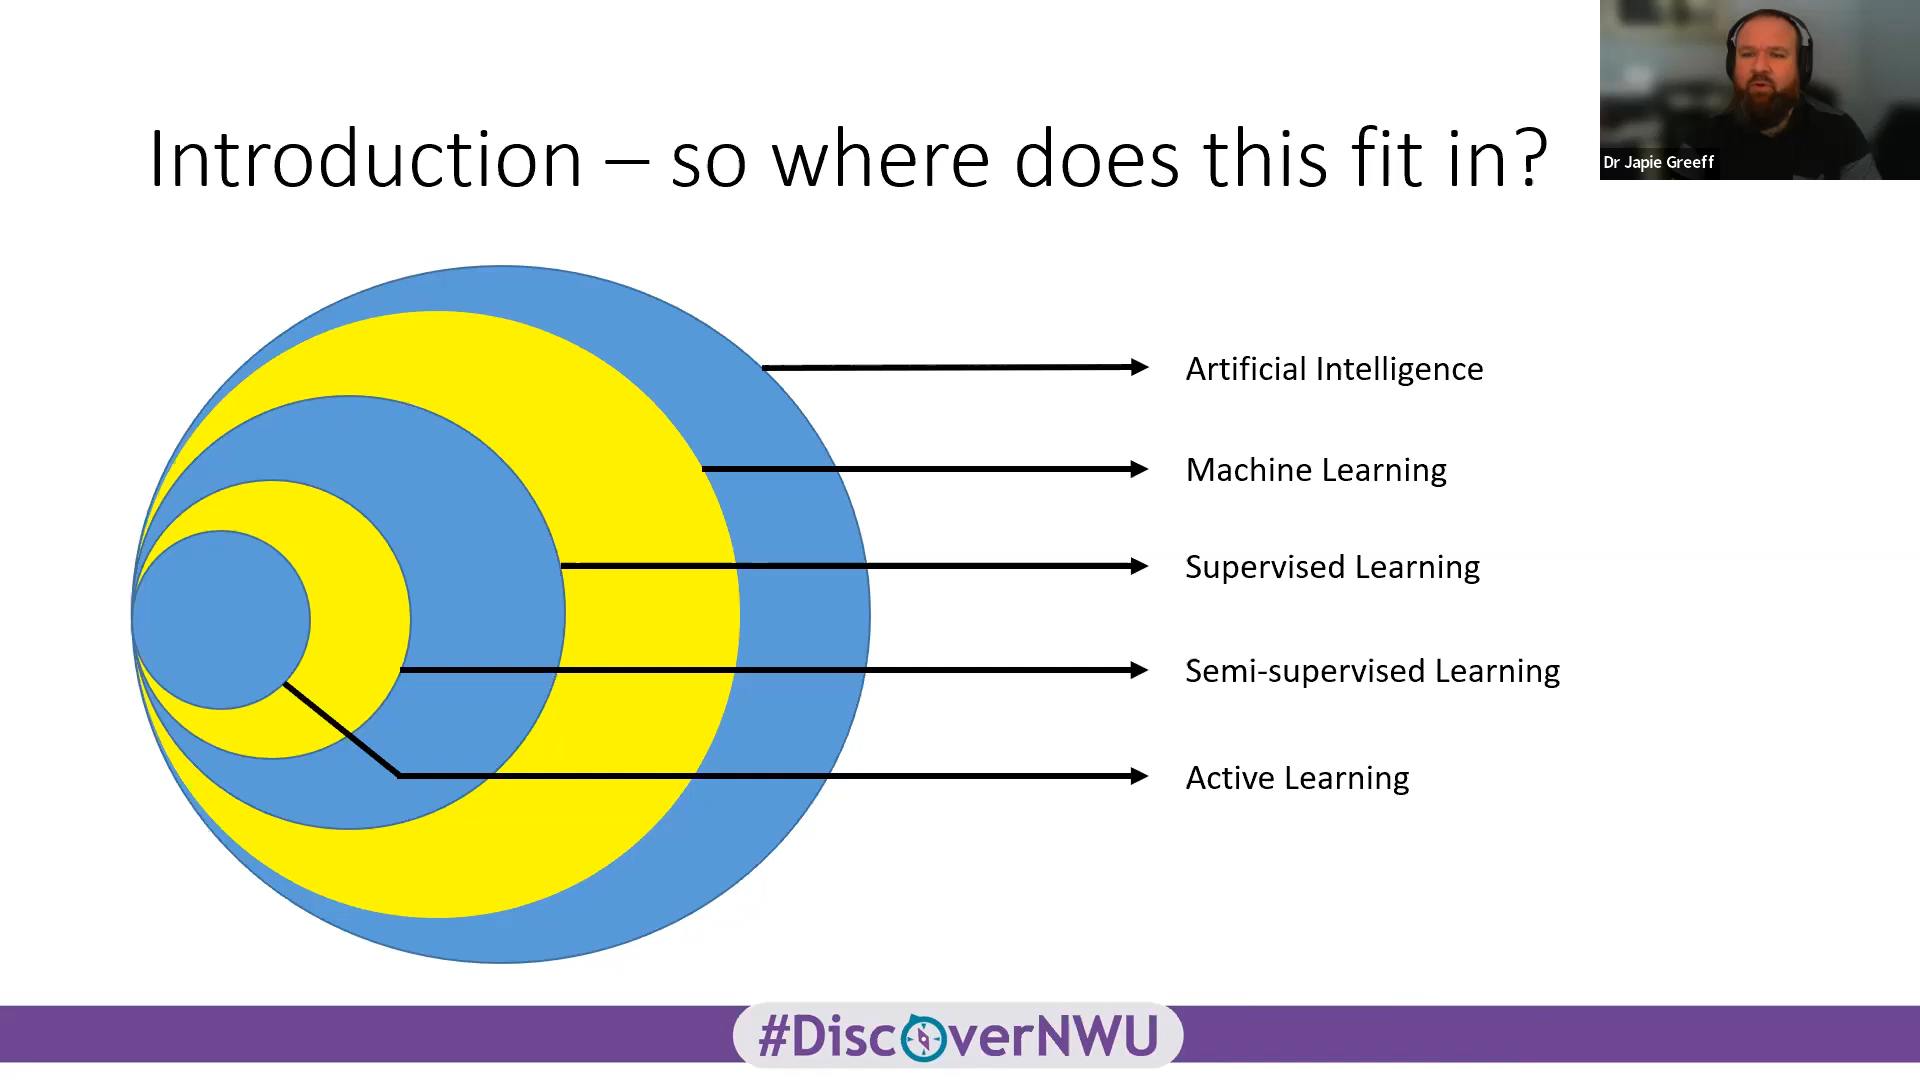 Introduction – so where does this fit in?
Dr Japie Greeff
Artificial Intelligence
Machine Learning
Supervised Learning
Semi-supervised Learning
Active Learning
#DiscoverNWU